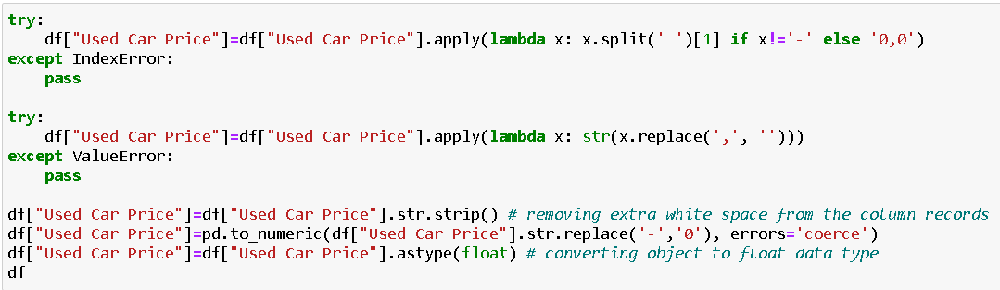 try:
    df["Used Car Price"]=df["Used Car Price"].apply(lambda x: x.split(' ')[1] if x!='-' else '0,0')
except IndexError:
    pass

try:
    df["Used Car Price"]=df["Used Car Price"].apply(lambda x: str(x.replace(',', '')))
except ValueError:
    pass

df["Used Car Price"]=df["Used Car Price"].str.strip() # removing extra white space from the column records
df["Used Car Price"]=pd.to_numeric(df["Used Car Price"].str.replace('-','0'), errors='coerce')
df["Used Car Price"]=df["Used Car Price"].astype(float) # converting object to float data type
df